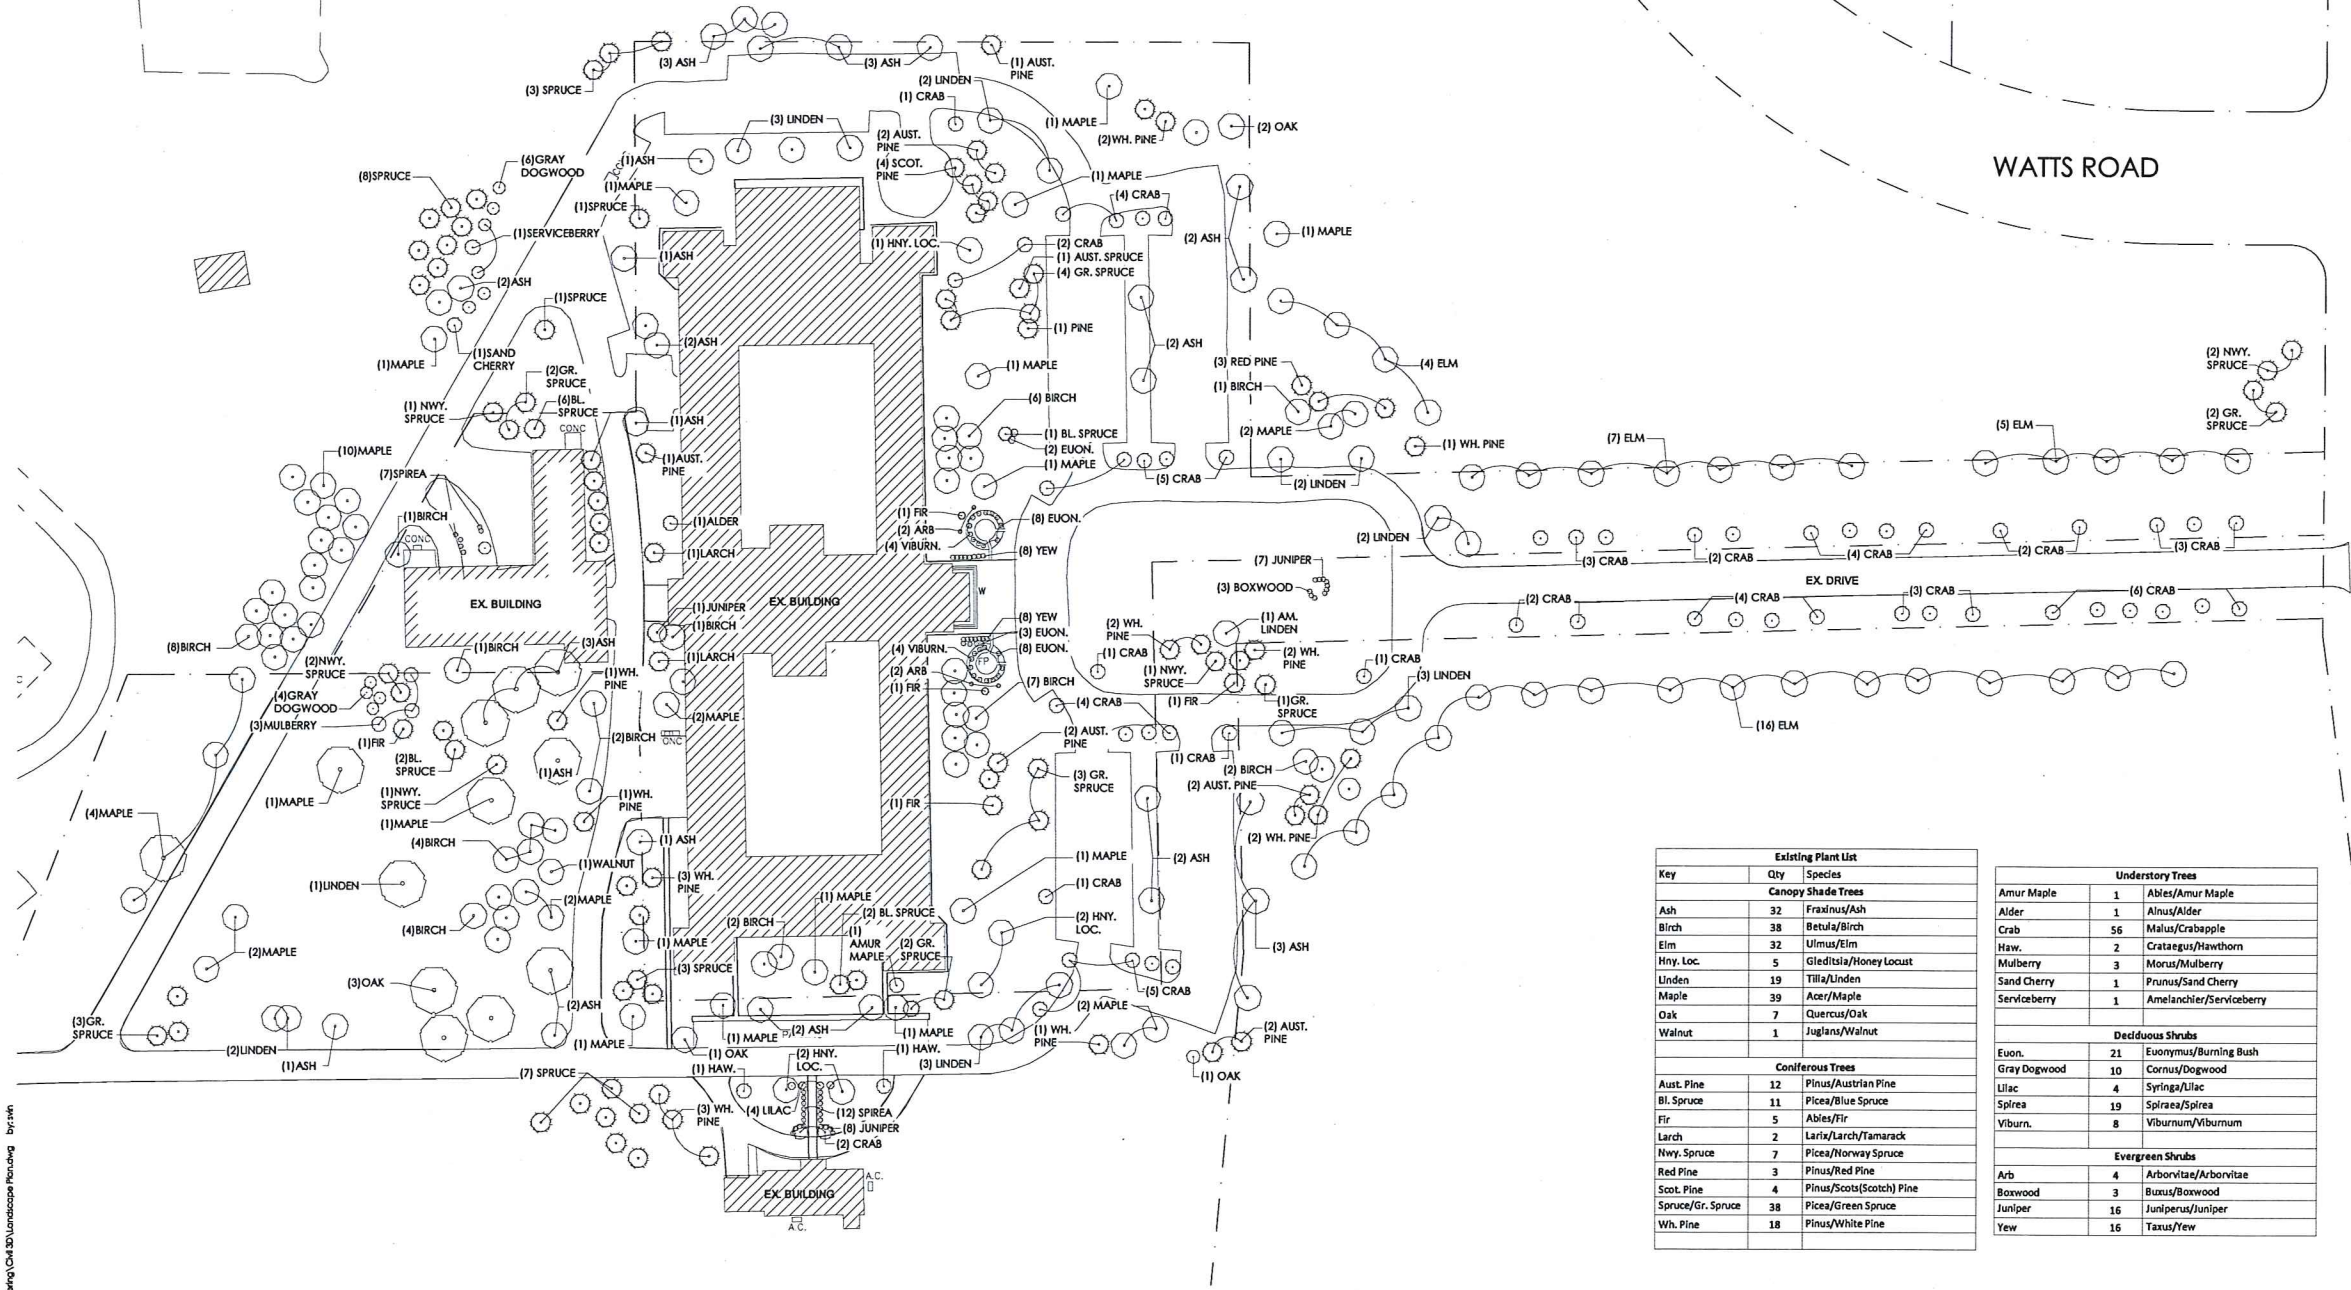 (3) ASH
(3) ASH
(1) AUST.
PINE
(3) SPRUCE
(2) LINDEN
(1) CRAB
(1) MAPLE
(2)WH. PINE
(2) OAK
(3) LINDEN
(2) AUST.
PINE
(4) SCOT.
PINE
WATTS ROAD
(6)GRAY
DOGWOOD
(1)ASH
(8)SPRUCE
(1)MAPLE
(1)SPRUCE
(1) MAPLE
(4) CRAB
(1)SERVICEBERRY
(1) HNY. LOC.
(2) CRAB
(2) ASH
(1) MAPLE
(1)ASH
(1) AUST. SPRUCE
(4) GR. SPRUCE
(2)ASH
(1)SPRUCE
(1) PINE
(2)ASH
(2) ASH
(1)MAPLE
(1)SAND
CHERRY
(1) MAPLE
(3) RED PINE
(4) ELM
(2) NWY.
SPRUCE
(2)GR.
SPRUCE
(1) BIRCH
(1) NWY.
SPRUCE
(6)BL.
SPRUCE
(6) BIRCH
(2) GR.
SPRUCE
CONC
(1)ASH
(1) BL. SPRUCE
(2) EUON.
(2) MAPLE
(1) WH. PINE
(7) ELM
(5) ELM
(10)MAPLE
(1)AUST.
PINE
(1) MAPLE
(7)SPIREA
(5) CRAB
(2) LINDEN
(1)BIRCH
(1)ALDER
(1) FIR
(2) ARB
(8) EUON.
(4) VIBURN.
(2) LINDEN
CONC
(1)LARCH
(8) YEW
(7) JUNIPER
(3) CRAB
(2) CRAB
(4) CRAB
(2) CRAB
(3) CRAB
(3) BOXWOOD
EX. DRIVE
EX. BUILDING
EX. BUILDING
W
(1)JUNIPER
(1)BIRCH
(2) CRAB
(4) CRAB
(3) CRAB
(6) CRAB
(8) YEW
(3) EUON.
(8) EUON.
(4) VIBURN.
FP
(2) WH.
PINE
(1) AM.
LINDEN
(8)BIRCH
(1)BIRCH
(3)ASH
(1)LARCH
(2)NWY.
SPRUCE
(1)WH.
PINE
(2) ARB
(1) FIR
(7) BIRCH
(1) CRAB
(1) NWY.
SPRUCE
(2) WH.
PINE
(1) CRAB
(4)GRAY
DOGWOOD
(3)MULBERRY
(1)FIR
(2)MAPLE
(4) CRAB
(1) FIR
(1)GR.
SPRUCE
(3) LINDEN
(16) ELM
(2)BIRCH
(2) AUST.
PINE
(2)BL.
SPRUCE
(1)ASH
(1) CRAB
(2) BIRCH
(2) AUST. PINE
(3) GR.
SPRUCE
(1)MAPLE
(1)NWY.
SPRUCE
(1)MAPLE
(1)WH.
PINE
(1) FIR
(4)MAPLE
(4)BIRCH
(1) ASH
(2) WH. PINE
(1)WALNUT
(1) MAPLE
(2) ASH
(1)LINDEN
(3) WH.
PINE
(1) CRAB
(2)MAPLE
(1) MAPLE
(2) BL. SPRUCE
(2) HNY.
LOC.
(4)BIRCH
(2) BIRCH
(1)
AMUR
MAPLE
(2) GR.
SPRUCE
(1) MAPLE
(3) ASH
(2)MAPLE
(3) SPRUCE
(3)OAK
(5) CRAB
(2)ASH
(2) MAPLE
(3)GR.
SPRUCE
(1) MAPLE
(1) MAPLE
(2) ASH
(1) MAPLE
(1) WH.
PINE
(2) AUST.
PINE
(2)LINDEN
(1)ASH
(1) OAK
(2) HNY.
LOC.
(1) HAW.
(3) LINDEN
(1) HAW.
(1) OAK
(7) SPRUCE
(3) WH.
PINE
(4) LILAC
(12) SPIREA
(8) JUNIPER
(2) CRAB
A.C.
EX. BUILDING
A.C.
Existing Plant List
Key Qty Species
Canopy Shade Trees
Ash 32 Fraxinus/Ash
Birch 38 Betula/Birch
Elm 32 Ulmus/Elm
Hny. Loc. 5 Gleditsia/Honey Locust
Linden 19 Tilia/Linden
Maple 39 Acer/Maple
Oak 7 Quercus/Oak
Walnut 1 Juglans/Walnut
Coniferous Trees
Aust. Pine 12 Pinus/Austrian Pine
Bl. Spruce 11 Picea/Blue Spruce
Fir 5 Abies/Fir
Larch 2 Larix/Larch/Tamarack
Nwy. Spruce 7 Picea/Norway Spruce
Red Pine 3 Pinus/Red Pine
Scot. Pine 4 Pinus/Scots(Scotch) Pine
Spruce/Gr. Spruce 38 Picea/Green Spruce
Wh. Pine 18 Pinus/White Pine
Understory Trees
Amur Maple 1 Abies/Amur Maple
Alder 1 Alnus/Alder
Crab 56 Malus/Crabapple
Haw. 2 Crataegus/Hawthorn
Mulberry 3 Morus/Mulberry
Sand Cherry 1 Prunus/Sand Cherry
Serviceberry 1 Amelanchier/Serviceberry
Deciduous Shrubs
Euon. 21 Euonymus/Burning Bush
Gray Dogwood 10 Cornus/Dogwood
Lilac 4 Syringa/Lilac
Spirea 19 Spiraea/Spirea
Viburn. 8 Viburnum/Viburnum
Evergreen Shrubs
Arb 4 Arborvitae/Arborvitae
Boxwood 3 Buxus/Boxwood
Juniper 16 Juniperus/Juniper
Yew 16 Taxus/Yew